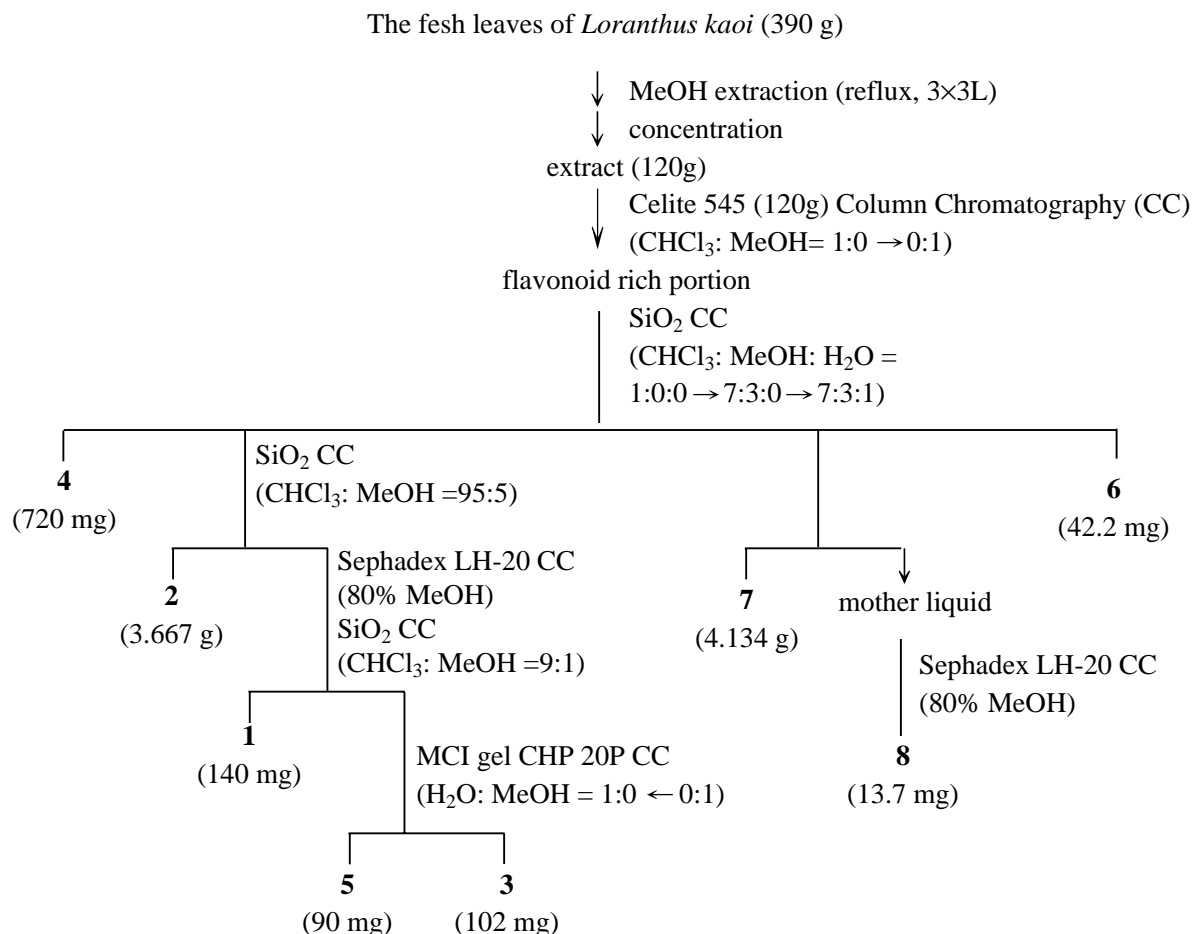 The fesh leaves of Loranthus kaoi (390 g)
MeOH extraction (reflux, 3×3L)
concentration
extract (120g)
Celite 545 (120g) Column Chromatography (CC)
(CHCl₃: MeOH= 1:0 → 0:1)
flavonoid rich portion
SiO₂ CC
(CHCl₃: MeOH: H₂O =
1:0:0 → 7:3:0 → 7:3:1)
4
(720 mg)
SiO₂ CC
(CHCl₃: MeOH =95:5)
6
(42.2 mg)
2
(3.667 g)
Sephadex LH-20 CC
(80% MeOH)
SiO₂ CC
(CHCl₃: MeOH =9:1)
7
(4.134 g)
mother liquid
Sephadex LH-20 CC
(80% MeOH)
1
(140 mg)
MCI gel CHP 20P CC
(H₂O: MeOH = 1:0 ← 0:1)
8
(13.7 mg)
5
(90 mg)
3
(102 mg)